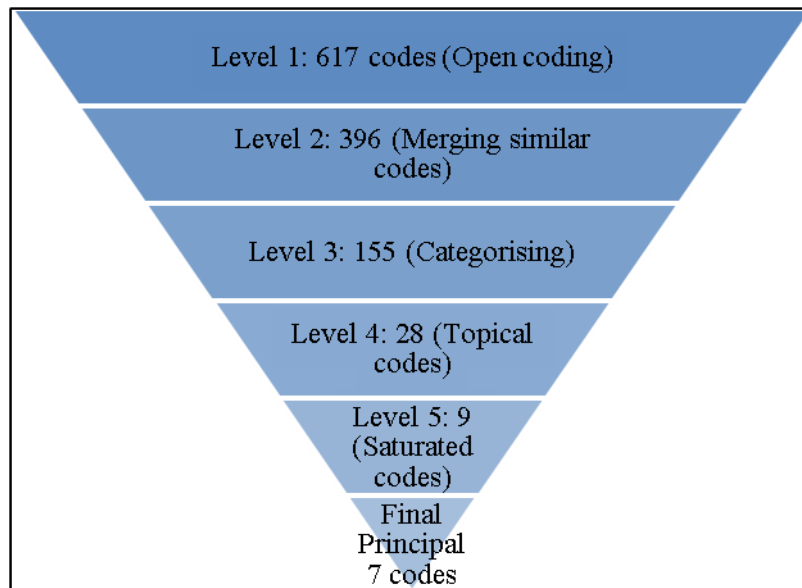 Level 1: 617 codes (Open coding)
Level 2: 396 (Merging similar
codes)
Level 3: 155 (Categorising)
Level 4: 28 (Topical
codes)
Level 5: 9
(Saturated
codes)
Final
Principal
7 codes